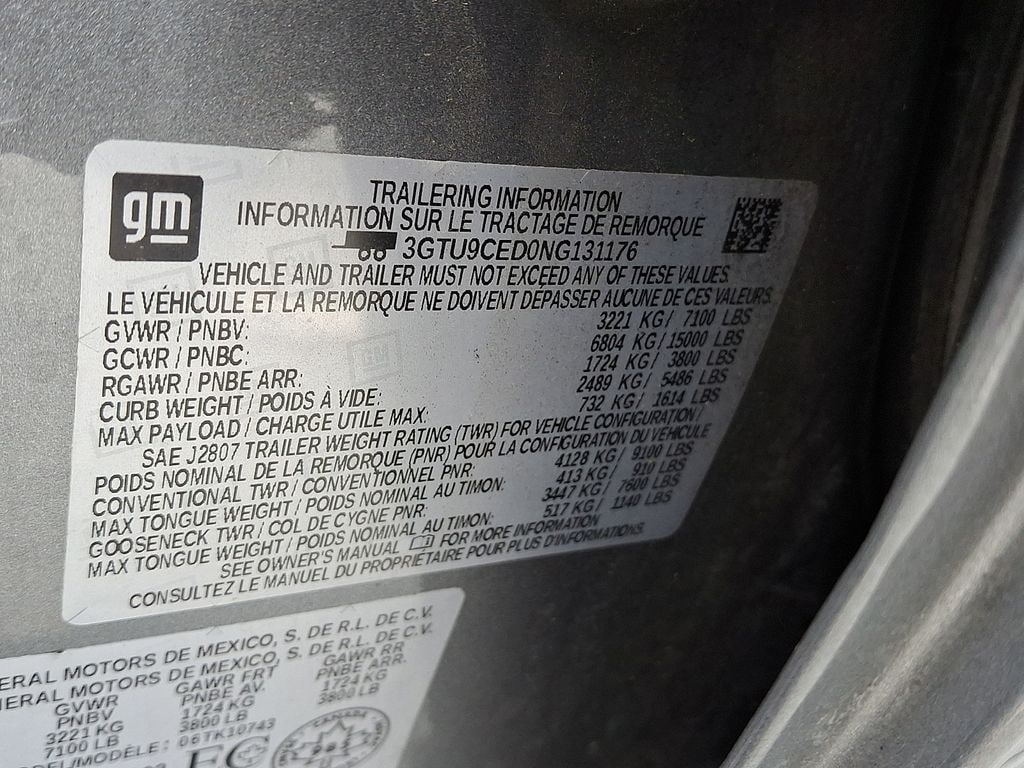 gm
TRAILERING INFORMATION
INFORMATION SUR LE TRACTAGE DE REMORQUE
3GTU9CED0NG131176
VEHICLE AND TRAILER MUST NOT EXCEED ANY OF THESE VALUES.
LE VÉHICULE ET LA REMORQUE NE DOIVENT DÉPASSER AUCUNE DE CES VALEURS.
GVWR / PNBV: 3221 KG/ 7100 LBS
GCWR / PNBC: 6804 KG/ 15000 LBS
RGAWR / PNBE ARR: 1724 KG/ 3800 LBS
CURB WEIGHT / POIDS À VIDE: 2489 KG/ 5486 LBS
MAX PAYLOAD / CHARGE UTILE MAX: 732 KG/ 1614 LBS
SAE J2807 TRAILER WEIGHT RATING (TWR) FOR VEHICLE CONFIGURATION /
POIDS NOMINAL DE LA REMORQUE (PNR) POUR LA CONFIGURATION DU VÉHICULE
CONVENTIONAL TWR / CONVENTIONNEL PNR: 4128 KG/ 9100 LBS
MAX TONGUE WEIGHT / POIDS NOMINAL AU TIMON: 413 KG/ 910 LBS
GOOSENECK TWR / COL DE CYGNE PNR: 3447 KG/ 7600 LBS
MAX TONGUE WEIGHT / POIDS NOMINAL AU TIMON: 517 KG/ 1140 LBS
SEE OWNER'S MANUAL FOR MORE INFORMATION
CONSULTEZ LE MANUEL DU PROPRIÉTAIRE POUR PLUS D'INFORMATIONS.
ERAL MOTORS DE MEXICO, S. DE R.L. DE C.V.
NERAL MOTORS DE MEXICO, S. DE R.L. DE C.V.
GVWR GAWR FRT GAWR RR
PNBV PNBE AV. PNBE ARR.
3221 KG 1724 KG 1724 KG
7100 LB 3800 LB 3800 LB
DEL/MODÈLE: 06TK10743
CANADA